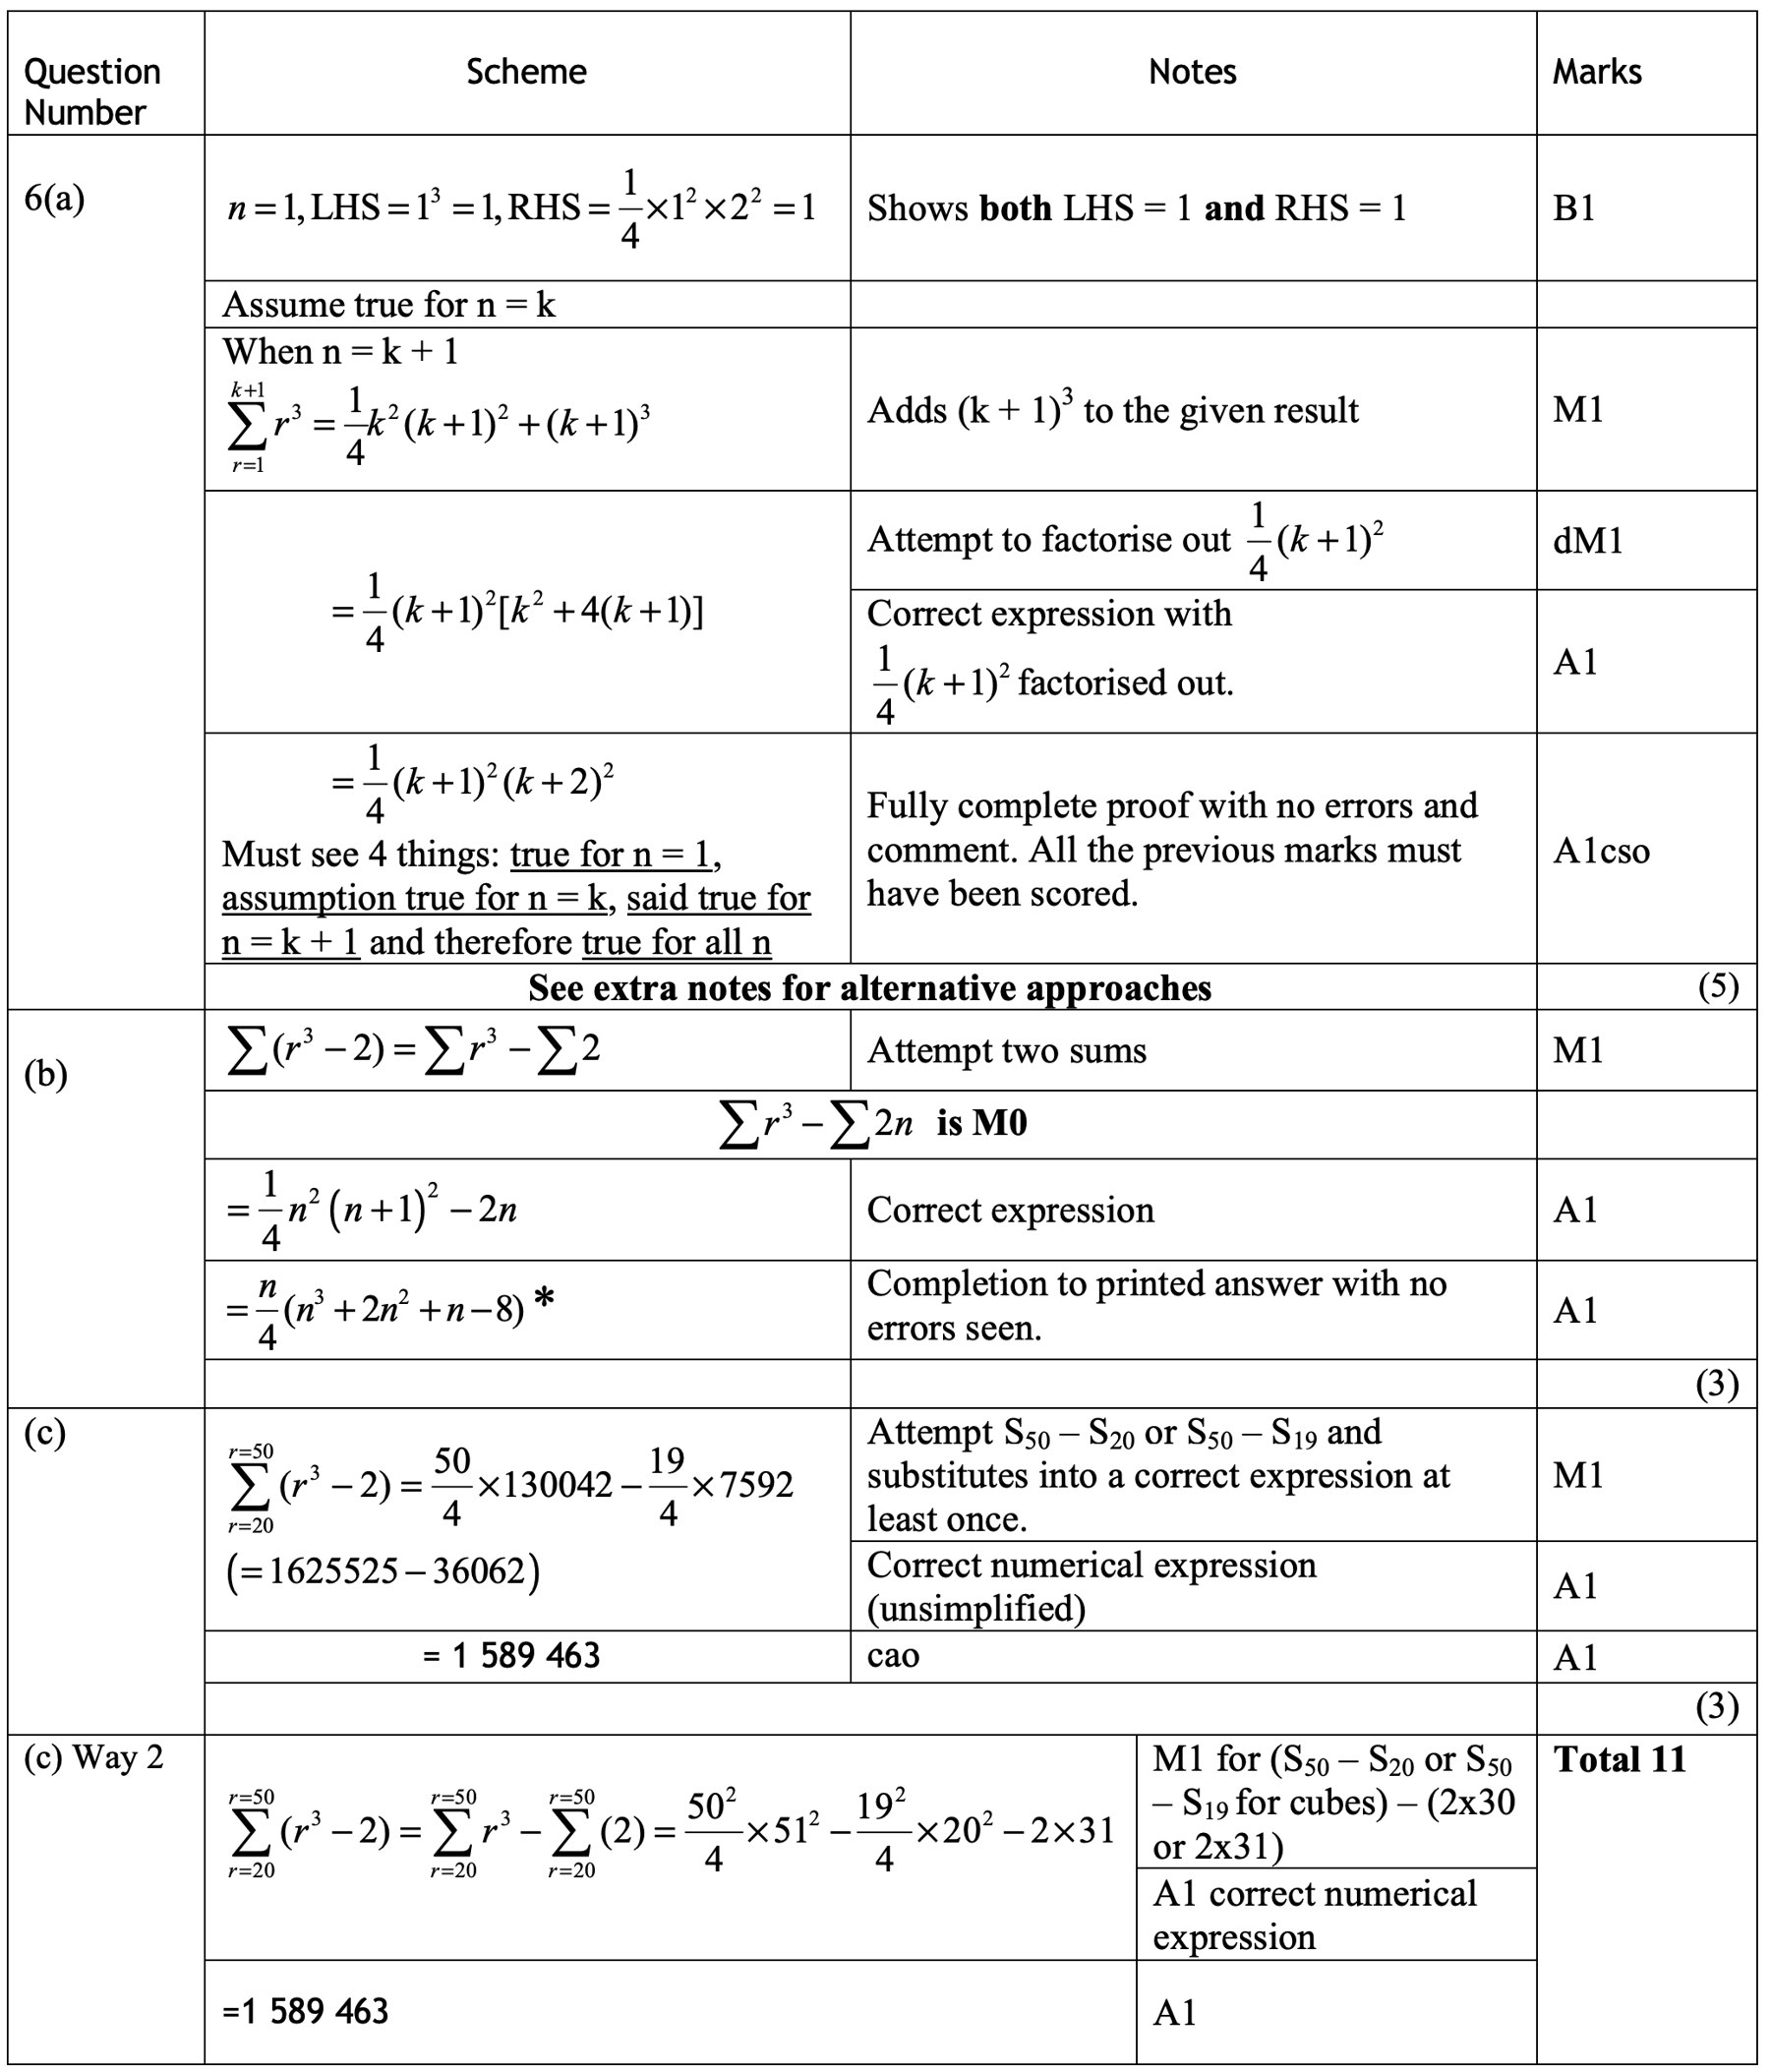 Question Number	Scheme	Notes	Marks
6(a)	n = 1, LHS = 1³ = 1, RHS = 1/4 × 1² × 2² = 1	Shows both LHS = 1 and RHS = 1	B1
Assume true for n = k
When n = k + 1
∑_{r=1}^{k+1} r³ = 1/4 k²(k+1)² + (k+1)³	Adds (k + 1)³ to the given result	M1
= 1/4 (k+1)²[k² + 4(k+1)]	Attempt to factorise out 1/4 (k+1)²	dM1
Correct expression with
1/4 (k+1)² factorised out.	A1
= 1/4 (k+1)²(k+2)²
Must see 4 things: true for n = 1,
assumption true for n = k, said true for
n = k + 1 and therefore true for all n
Fully complete proof with no errors and
comment. All the previous marks must
have been scored.
A1cso
See extra notes for alternative approaches	(5)
(b)	∑(r³ − 2) = ∑r³ − ∑2	Attempt two sums	M1
∑r³ − ∑2n is M0
= 1/4 n²(n+1)² − 2n	Correct expression	A1
= n/4 (n³ + 2n² + n − 8) *	Completion to printed answer with no
errors seen.	A1
(3)
(c)	∑_{r=20}^{r=50} (r³ − 2) = 50/4 × 130042 − 19/4 × 7592
(= 1625525 − 36062)
Attempt S₅₀ – S₂₀ or S₅₀ – S₁₉ and
substitutes into a correct expression at
least once.	M1
Correct numerical expression
(unsimplified)	A1
= 1 589 463	cao	A1
(3)
(c) Way 2	∑_{r=20}^{r=50} (r³ − 2) = ∑_{r=20}^{r=50} r³ − ∑_{r=20}^{r=50} (2) = 50²/4 × 51² − 19²/4 × 20² − 2×31
M1 for (S₅₀ – S₂₀ or S₅₀
– S₁₉ for cubes) – (2x30
or 2x31)
Total 11
A1 correct numerical
expression
=1 589 463	A1